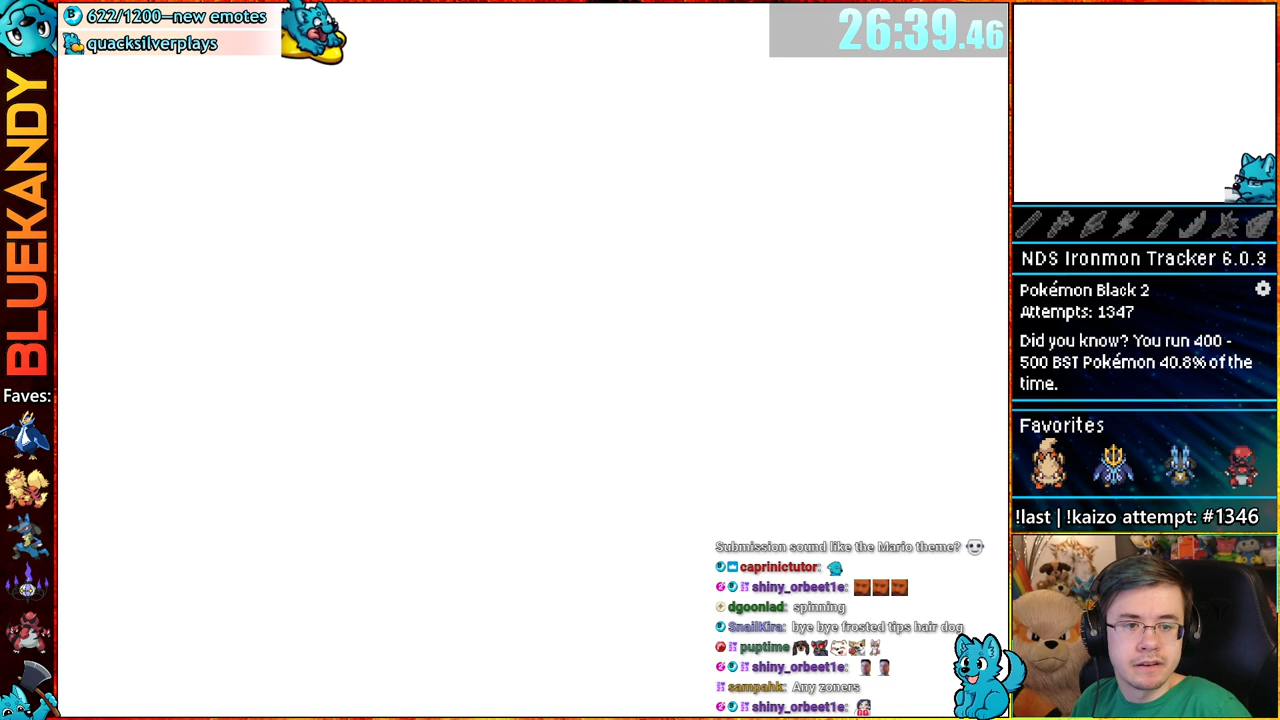 622/1200—new emotes
quacksilverplays
26:39.46
BLUEKANDY
Faves:
NDS Ironmon Tracker 6.0.3
Pokémon Black 2
Attempts: 1347
Did you know? You run 400 -
500 BST Pokémon 40.8% of the
time.
Favorites
!last | !kaizo attempt: #1346
Submission sound like the Mario theme?
caprinictutor:
shiny_orbeet1e:
dgoonlad: spinning
SnailKira: bye bye frosted tips hair dog
puptime
shiny_orbeet1e:
sampahk: Any zoners
shiny_orbeet1e: